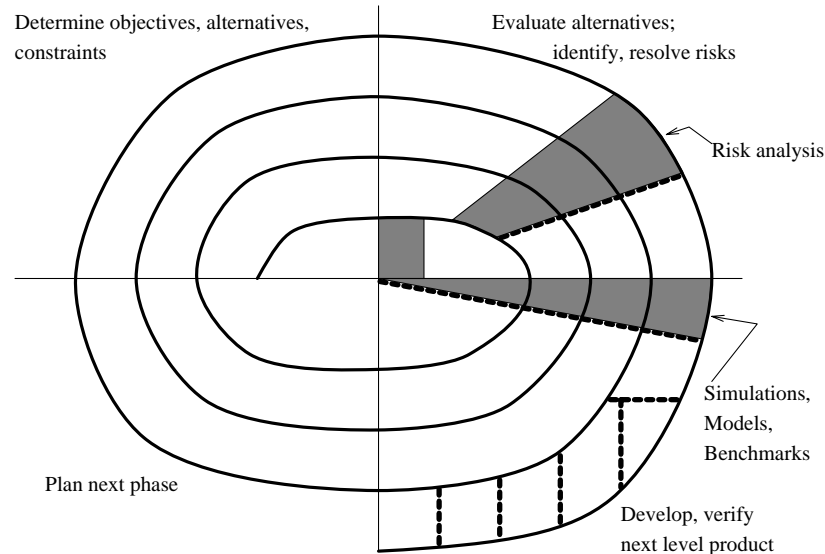 Determine objectives, alternatives,
constraints
Evaluate alternatives;
identify, resolve risks
Risk analysis
Simulations,
Models,
Benchmarks
Plan next phase
Develop, verify
next level product